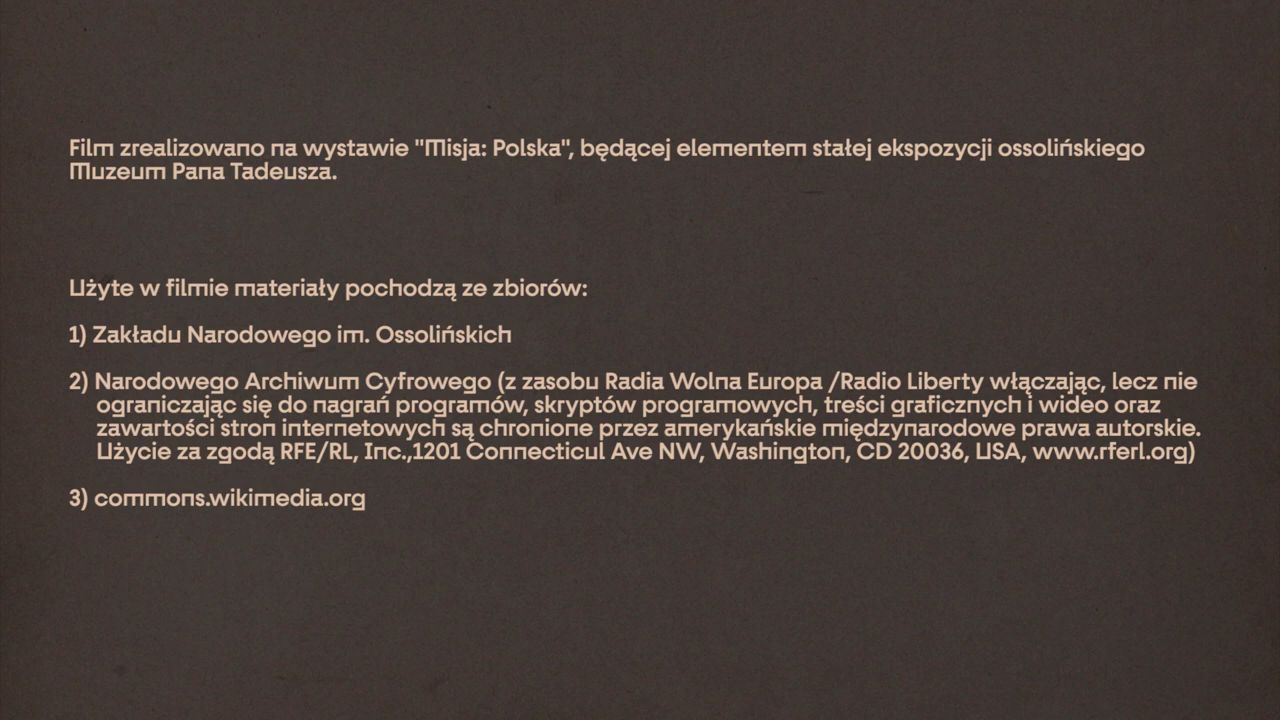 Film zrealizowano na wystawie "Misja: Polska", będącej elementem stałej ekspozycji ossolińskiego
Muzeum Pana Tadeusza.
Użyte w filmie materiały pochodzą ze zbiorów:
1) Zakładu Narodowego im. Ossolińskich
2) Narodowego Archiwum Cyfrowego (z zasobu Radia Wolna Europa /Radio Liberty włączając, lecz nie
ograniczając się do nagrań programów, skryptów programowych, treści graficznych i wideo oraz
zawartości stron internetowych są chronione przez amerykańskie międzynarodowe prawa autorskie.
Użycie za zgodą RFE/RL, Inc.,1201 Connecticul Ave NW, Washington, CD 20036, USA, www.rferl.org)
3) commons.wikimedia.org